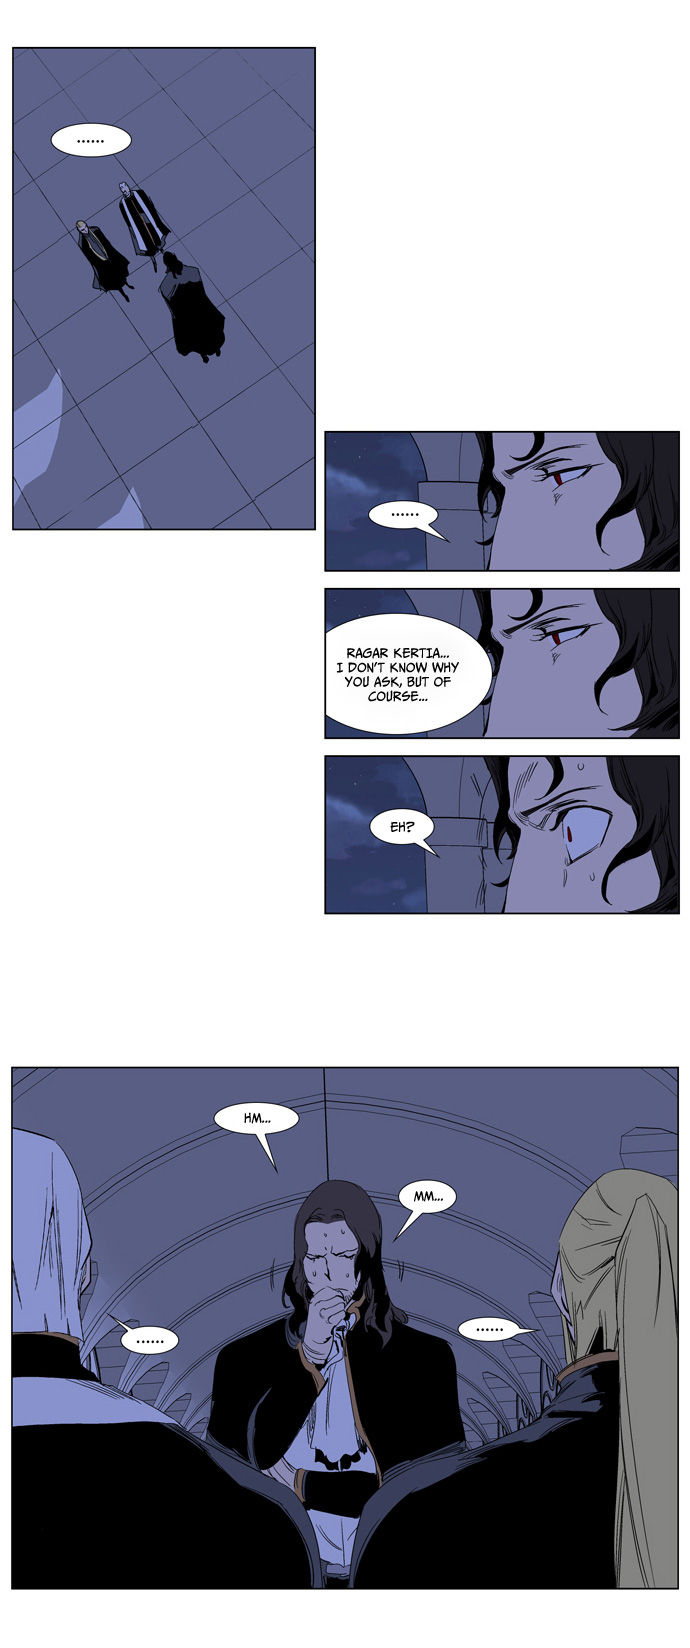 ......
......
RAGAR KERTIA...
I DON'T KNOW WHY
YOU ASK, BUT OF
COURSE...
EH?
HM...
MM...
......
......